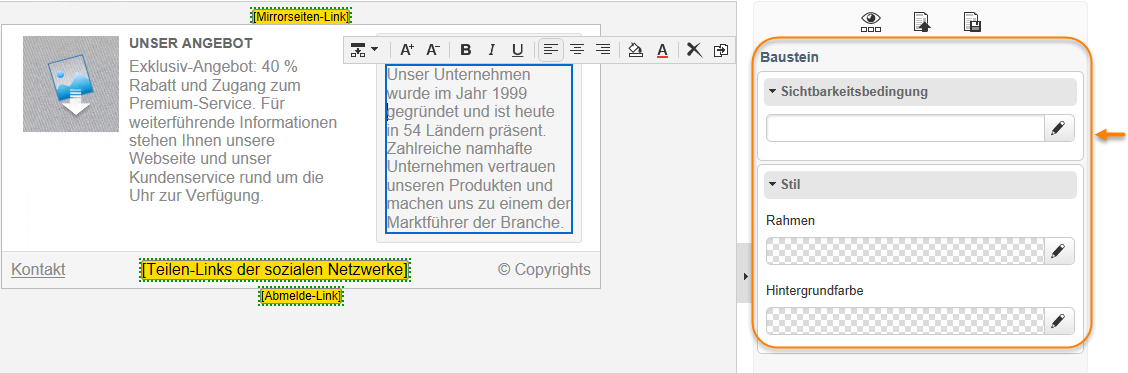 [Mirrorseiten-Link]
UNSER ANGEBOT
Exklusiv-Angebot: 40 %
Rabatt und Zugang zum
Premium-Service. Für
weiterführende Informationen
stehen Ihnen unsere
Webseite und unser
Kundenservice rund um die
Uhr zur Verfügung.
A+ A- B I U A
Unser Unternehmen
wurde im Jahr 1999
gegründet und ist heute
in 54 Ländern präsent.
Zahlreiche namhafte
Unternehmen vertrauen
unseren Produkten und
machen uns zu einem der
Marktführer der Branche.
Kontakt
[Teilen-Links der sozialen Netzwerke]
© Copyrights
[Abmelde-Link]
Baustein
Sichtbarkeitsbedingung
Stil
Rahmen
Hintergrundfarbe